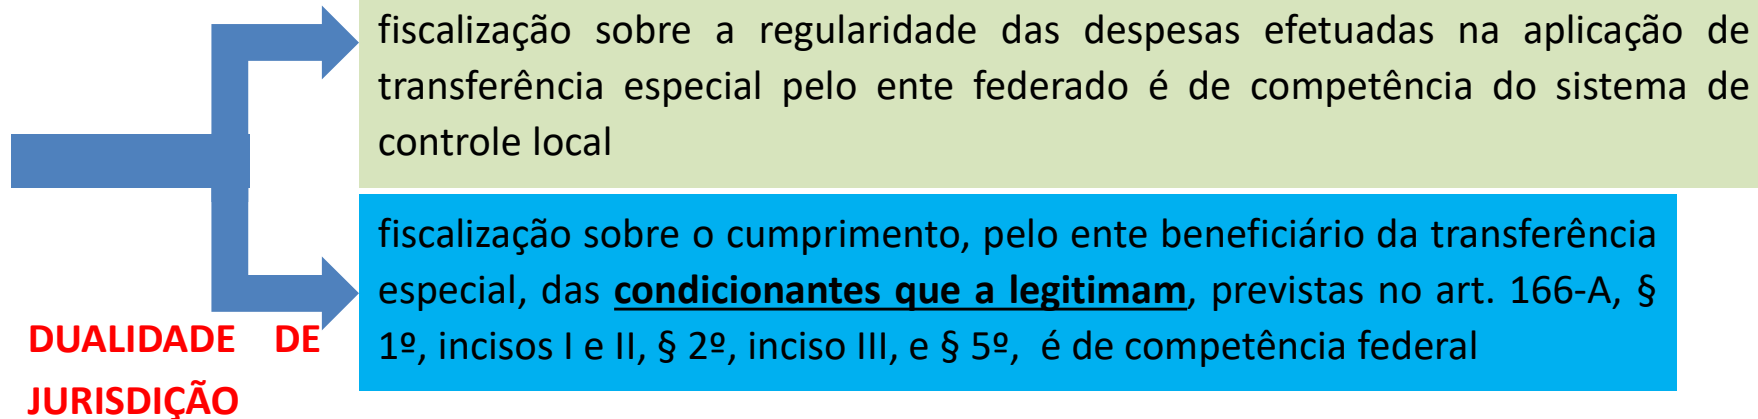 fiscalização sobre a regularidade das despesas efetuadas na aplicação de
transferência especial pelo ente federado é de competência do sistema de
controle local
fiscalização sobre o cumprimento, pelo ente beneficiário da transferência
especial, das condicionantes que a legitimam, previstas no art. 166-A, §
1º, incisos I e II, § 2º, inciso III, e § 5º, é de competência federal
DUALIDADE DE
JURISDIÇÃO